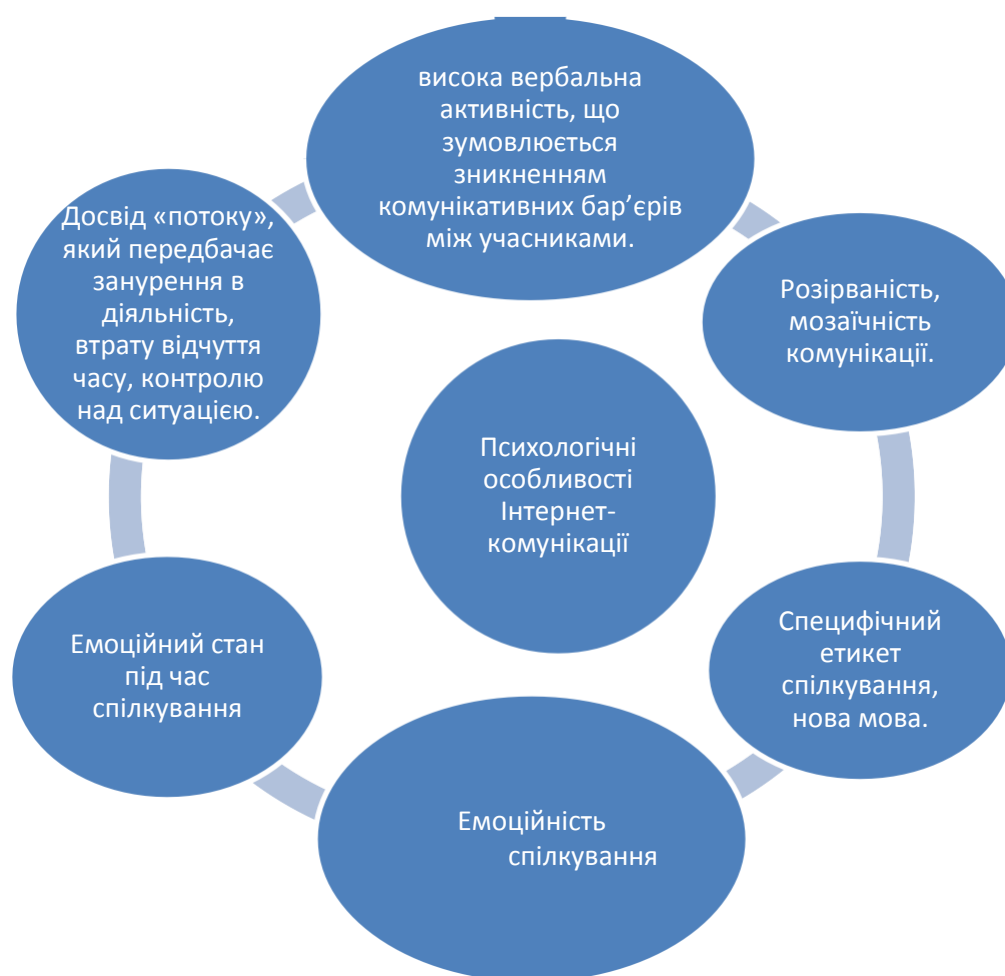 висока вербальна
активність, що
зумовлюється
зникненням
комунікативних бар’єрів
між учасниками.
Розірваність,
мозаїчність
комунікації.
Специфічний
етикет
спілкування,
нова мова.
Емоційність
спілкування
Емоційний стан
під час
спілкування
Досвід «потоку»,
який передбачає
занурення в
діяльність,
втрату відчуття
часу, контролю
над ситуацією.
Психологічні
особливості
Інтернет-
комунікації